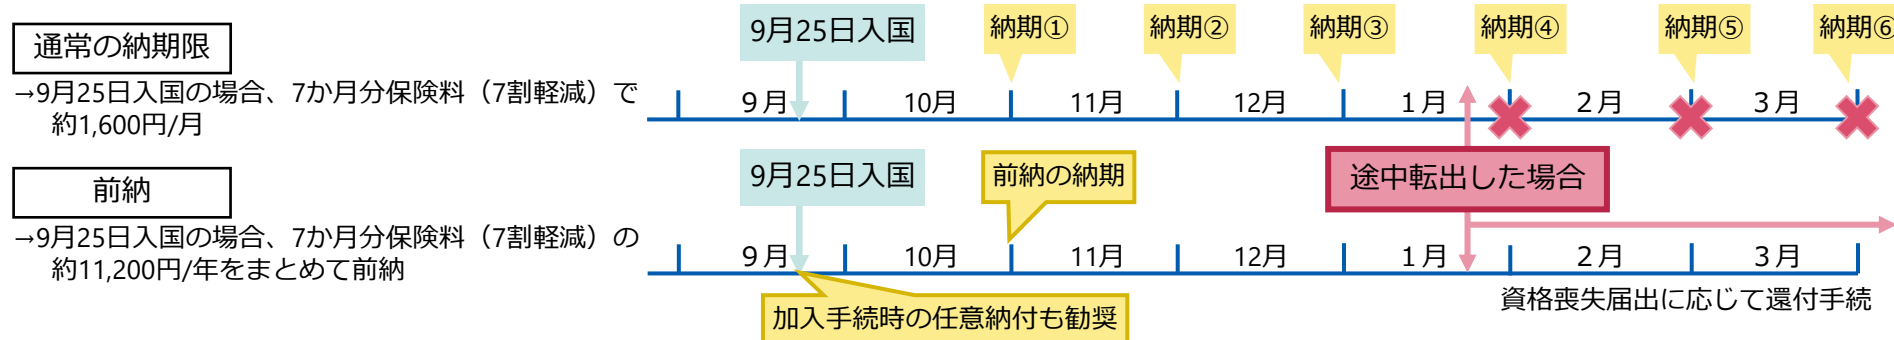 通常の納期限
→9月25日入国の場合、7か月分保険料（7割軽減）で
約1,600円/月
9月25日入国
納期①
納期②
納期③
納期④
納期⑤
納期⑥
9月
10月
11月
12月
1月
2月
3月
途中転出した場合
前納
→9月25日入国の場合、7か月分保険料（7割軽減）の
約11,200円/年をまとめて前納
9月25日入国
前納の納期
9月
10月
11月
12月
1月
2月
3月
加入手続時の任意納付も勧奨
資格喪失届出に応じて還付手続